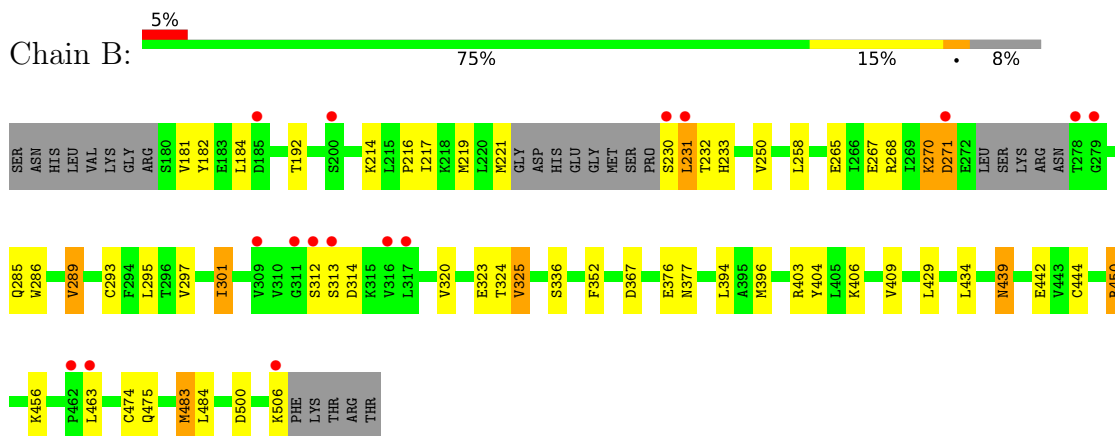 5%
Chain B:
75% 15% • 8%
SER ASN HIS LEU VAL LYS GLY ARG S180 V181 Y182 E183 L184 D185 T192 S200 K214 L215 P216 I217 K218 M219 L220 M221 GLY ASP HIS GLU GLY MET SER PRO S230 L231 T232 H233 V250 L258 E265 I266 E267 R268 I269 K270 D271 E272 LEU SER LYS ARG ASN T278 G279
Q285 W286 V289 C293 F294 L295 T296 V297 I301 V309 V310 G311 S312 S313 D314 K315 V316 L317 V320 E323 T324 V325 S336 F352 D367 E376 N377 L394 A395 M396 R403 Y404 L405 K406 V409 L429 L434 N439 E442 V443 C444
K456 P462 L463 C474 Q475 M483 L484 D500 K506 PHE LYS THR ARG THR